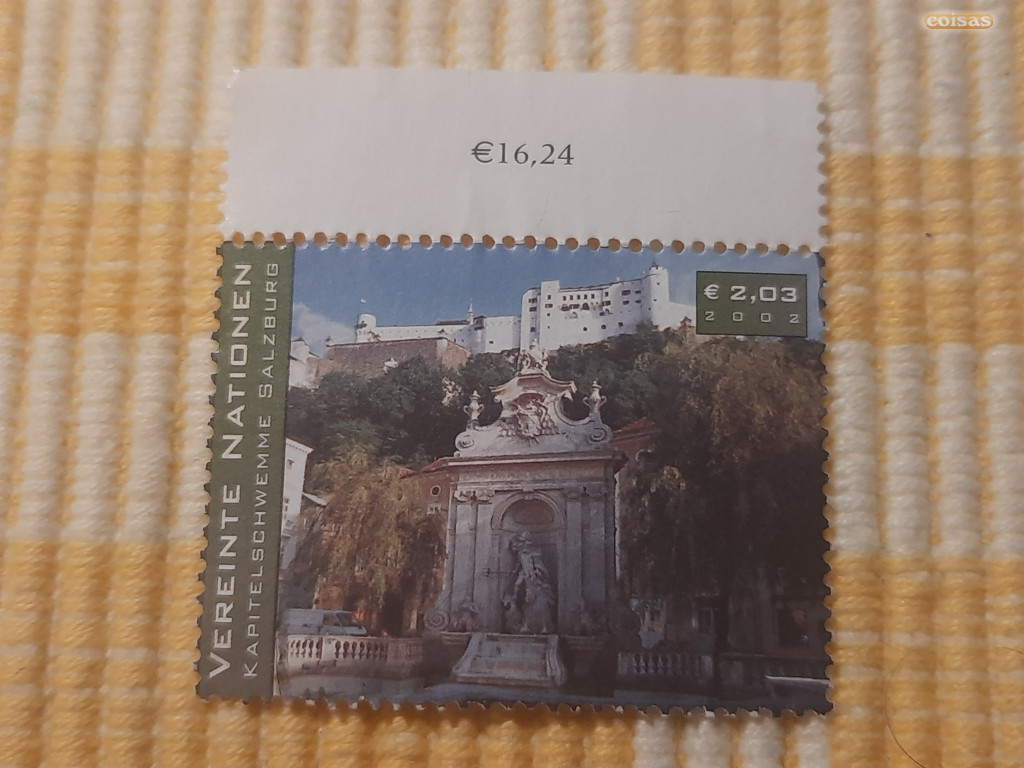 coisas
€16,24
VEREINTE NATIONEN
KAPITELSCHWEMME SALZBURG
€ 2,03
2002